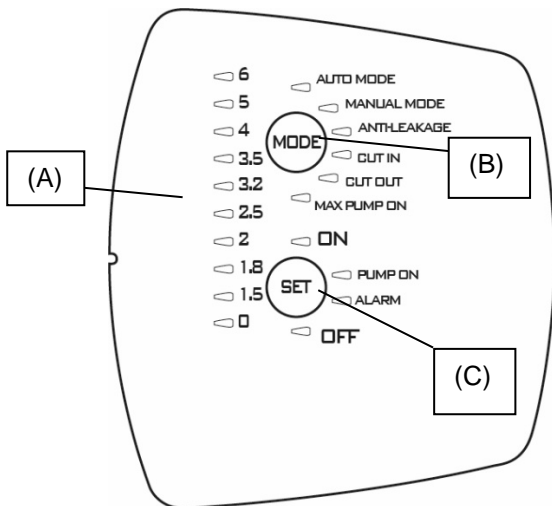 6
5
4
3.5
3.2
2.5
2
1.8
1.5
0
AUTO MODE
MANUAL MODE
ANTI-LEAKAGE
CUT IN
CUT OUT
MAX PUMP ON
MODE
ON
PUMP ON
ALARM
OFF
SET
(A)
(B)
(C)